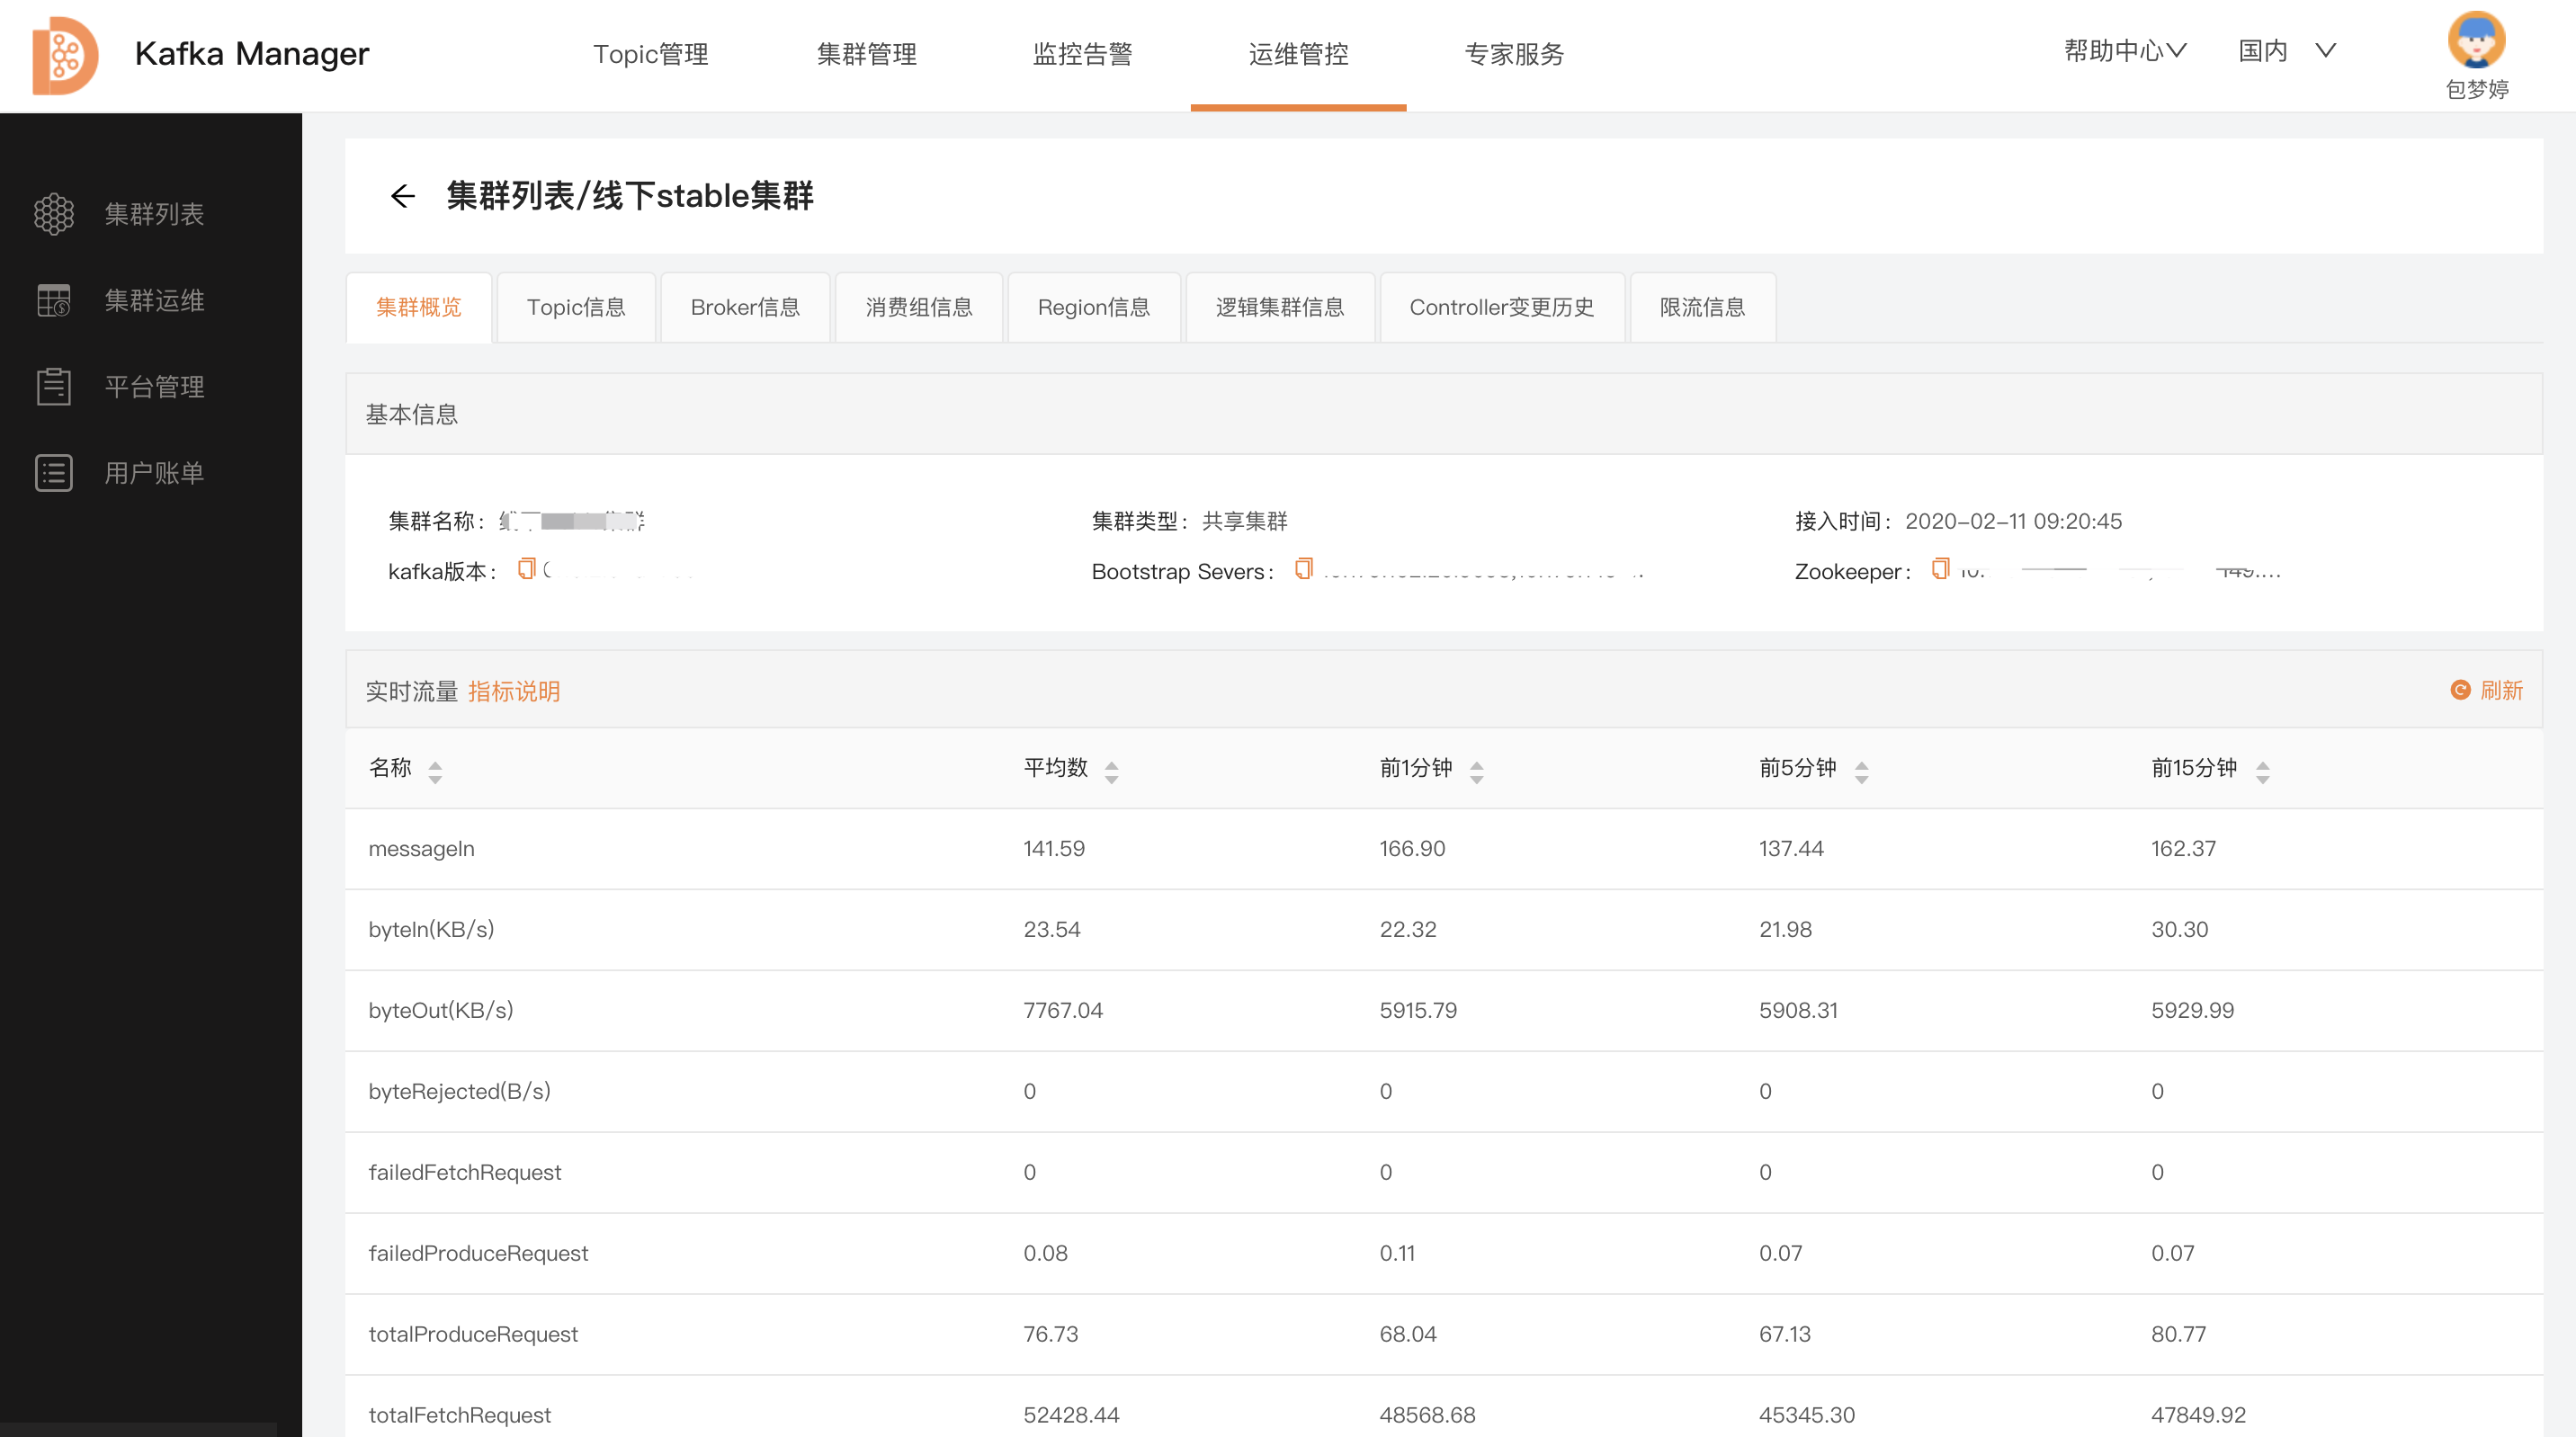 Kafka Manager Topic管理 集群管理 监控告警 运维管控 专家服务 帮助中心 国内
包梦婷
集群列表
集群运维
平台管理
用户账单
集群列表/线下stable集群
集群概览 Topic信息 Broker信息 消费组信息 Region信息 逻辑集群信息 Controller变更历史 限流信息
基本信息
集群名称： 集群类型：共享集群 接入时间：2020-02-11 09:20:45
kafka版本： Bootstrap Severs： Zookeeper：
实时流量 指标说明 刷新
名称 平均数 前1分钟 前5分钟 前15分钟
messageIn 141.59 166.90 137.44 162.37
byteIn(KB/s) 23.54 22.32 21.98 30.30
byteOut(KB/s) 7767.04 5915.79 5908.31 5929.99
byteRejected(B/s) 0 0 0 0
failedFetchRequest 0 0 0 0
failedProduceRequest 0.08 0.11 0.07 0.07
totalProduceRequest 76.73 68.04 67.13 80.77
totalFetchRequest 52428.44 48568.68 45345.30 47849.92